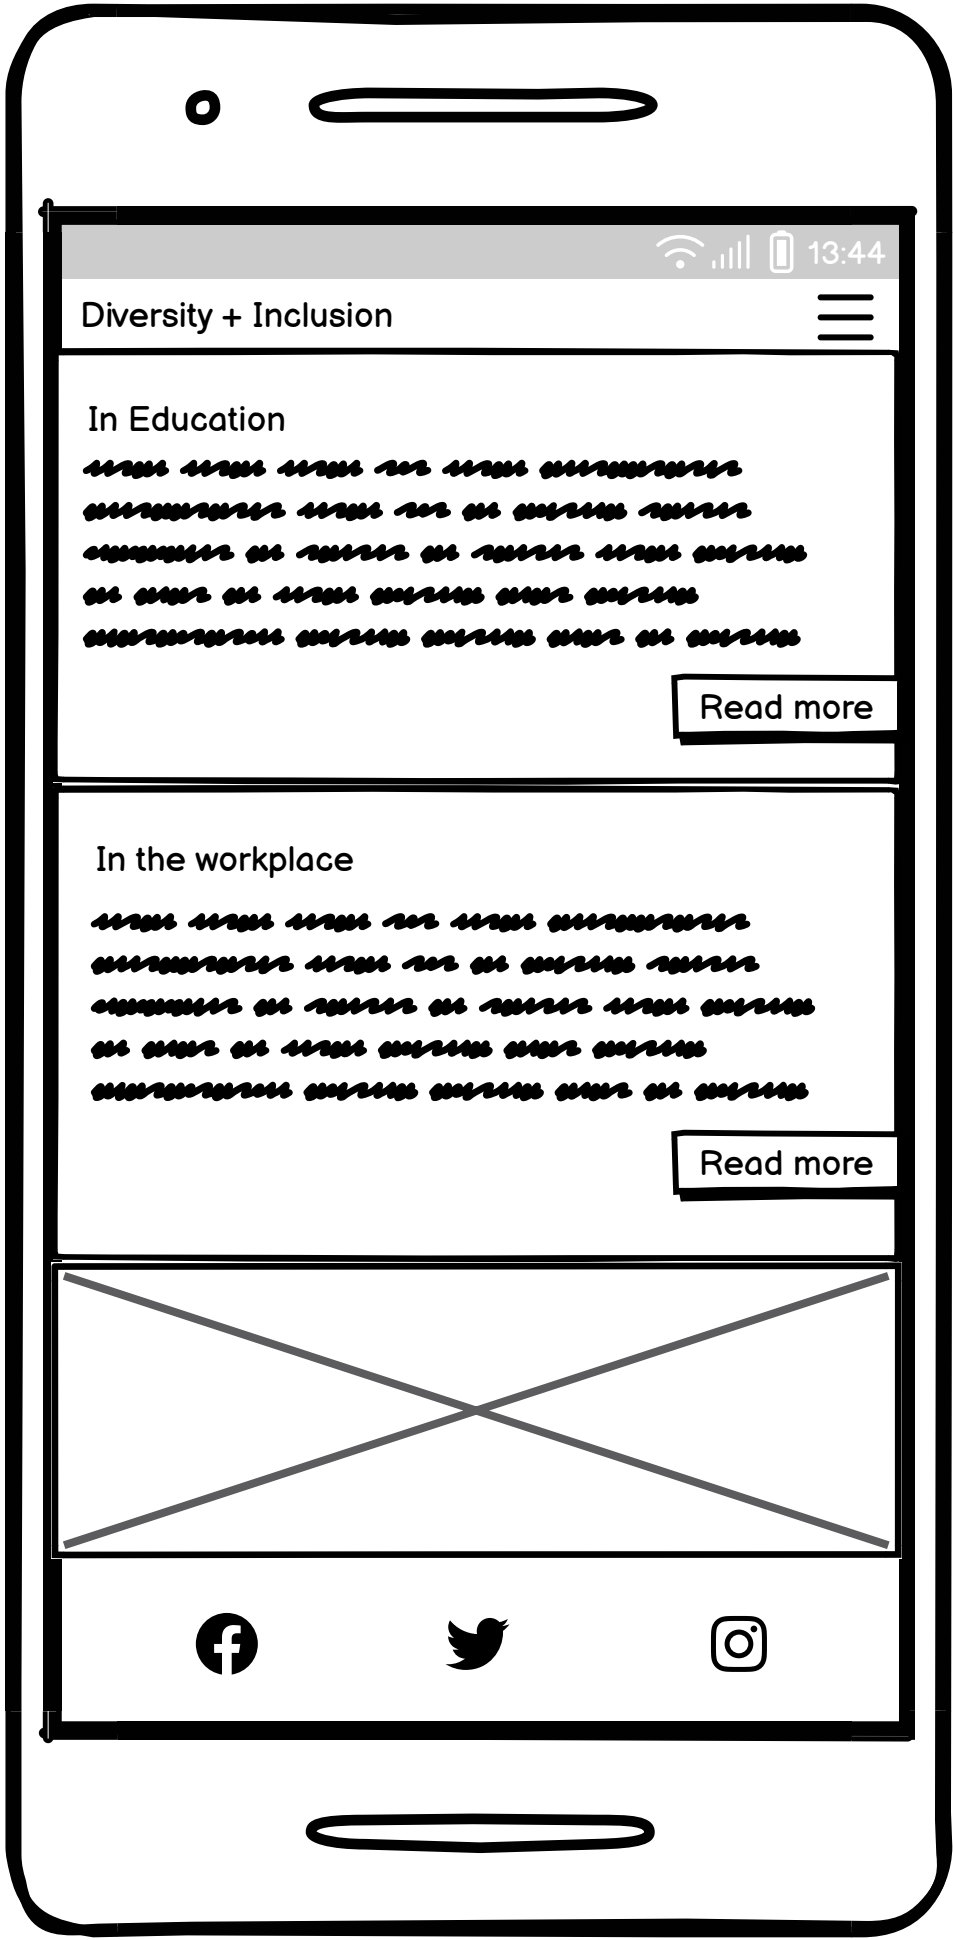 13:44
Diversity + Inclusion
In Education
Read more
In the workplace
Read more